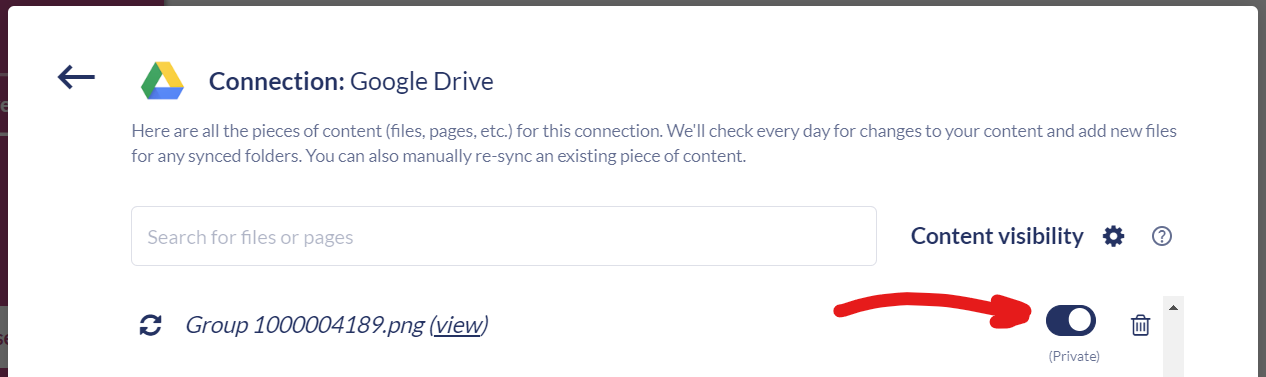 Connection: Google Drive
Here are all the pieces of content (files, pages, etc.) for this connection. We'll check every day for changes to your content and add new files
for any synced folders. You can also manually re-sync an existing piece of content.
Search for files or pages
Content visibility
Group 1000004189.png (view)
(Private)